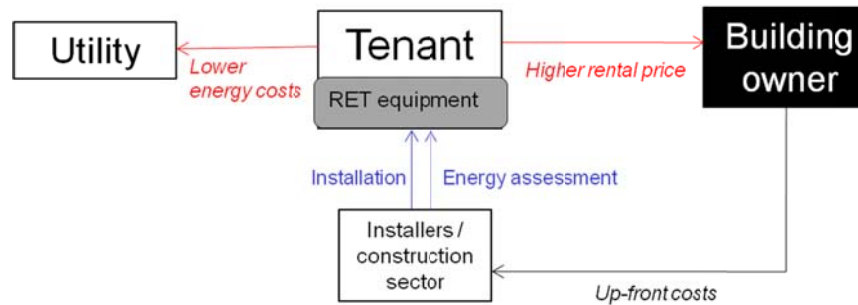 Utility
Tenant
Building
owner
Lower
energy costs
Higher rental price
RET equipment
Installation
Energy assessment
Installers /
construction
sector
Up-front costs